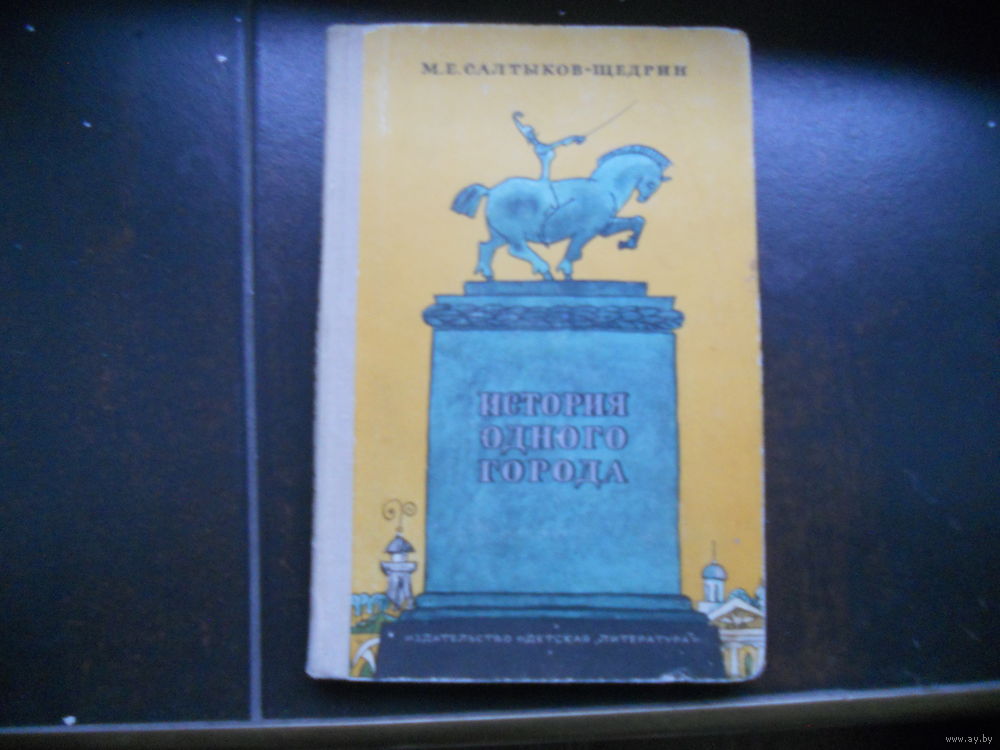 М.Е.САЛТЫКОВ-ЩЕДРИН
ИСТОРИЯ
ОДНОГО
ГОРОДА
ИЗДАТЕЛЬСТВО «ДЕТСКАЯ ЛИТЕРАТУРА»
www.ay.by